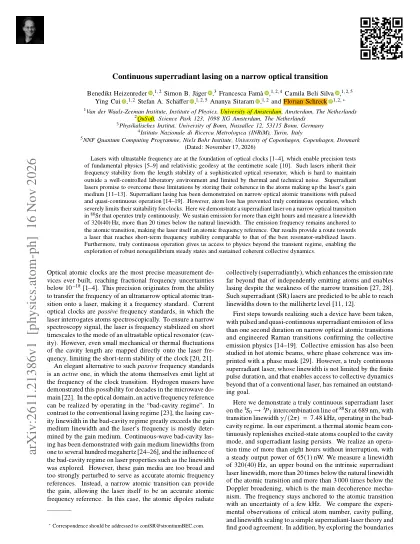 Continuous superradiant lasing on a narrow optical transition
Benedikt Heizenreder, 1, 2 Simon B. Jäger, 3 Francesca Famà, 1, 2, 4 Camila Beli Silva, 1, 2
Ying Cui, 1, 2 Stefan A. Schäffer, 1, 2, 5 Ananya Sitaram, 1, 2 and Florian Schreck 1, 2, *
1 Van der Waals-Zeeman Institute, Institute of Physics, University of Amsterdam, Amsterdam, The Netherlands
2 QuSoft, Science Park 123, 1098 XG Amsterdam, The Netherlands
3 Physikalisches Institut, University of Bonn, Nussallee 12, 53115 Bonn, Germany
4 Istituto Nazionale di Ricerca Metrologica (INRiM), Turin, Italy
5 NNF Quantum Computing Programme, Niels Bohr Institute, University of Copenhagen, Copenhagen, Denmark
(Dated: November 17, 2026)
Lasers with ultrastable frequency are at the foundation of optical clocks [1–4], which enable precision
tests of fundamental physics [5–9] and relativistic geodesy at the centimetre scale [10]. Such lasers inherit their
frequency stability from the length stability of a sophisticated optical resonator, which is hard to maintain
outside a well-controlled laboratory environment and limited by thermal and technical noise. Superradiant
lasers promise to overcome these limitations by storing their coherence in the atoms making up the laser's gain
medium [11–13]. Superradiant lasing has been demonstrated on narrow optical transitions with pulsed
and quasi-continuous operation [14–19]. However, atom loss has prevented truly continuous operation, which
severely limits their suitability for clocks. Here we demonstrate a superradiant laser on a narrow optical transition
in 88Sr that operates truly continuously. We sustain emission for more than eight hours and measure a linewidth
of 320(40) Hz, more than 20 times below the natural linewidth. The emission frequency remains anchored
to the atomic transition, making the laser itself an atomic frequency reference. Our results provide a route towards
a laser that reaches short-term frequency stability comparable to that of the best resonator-stabilized lasers.
Furthermore, truly continuous operation gives us access to physics beyond the transient regime, enabling the
exploration of robust nonequilibrium steady states and sustained coherent collective dynamics.
Optical atomic clocks are the most precise measurement de-
vices ever built, reaching fractional frequency uncertainties
below 10−18 [1–4]. This precision originates from the ability
to transfer the frequency of an ultranarrow optical atomic tran-
sition onto a laser, making it a frequency standard. Current
optical clocks are passive frequency standards, in which the
laser interrogates atoms spectroscopically. To ensure a narrow
spectroscopy signal, the laser is frequency stabilized on short
timescales to the mode of an ultrastable optical resonator (cav-
ity). However, even small mechanical or thermal fluctuations
of the cavity length are mapped directly onto the laser fre-
quency, limiting the short-term stability of the clock [20, 21].
An elegant alternative to such passive frequency standards
is an active one, in which the atoms themselves emit light at
the frequency of the clock transition. Hydrogen masers have
demonstrated this possibility for decades in the microwave do-
main [22]. In the optical domain, an active frequency reference
can be realized by operating in the "bad-cavity regime". In
contrast to the conventional lasing regime [23], the lasing cav-
ity linewidth in the bad-cavity regime greatly exceeds the gain
medium linewidth and the laser's frequency is mostly deter-
mined by the gain medium. Continuous-wave bad-cavity las-
ing has been demonstrated with gain medium linewidths from
one to several hundred megahertz [24–26], and the influence of
the bad-cavity regime on laser properties such as the linewidth
was explored. However, these gain media are too broad and
too strongly perturbed to serve as accurate atomic frequency
references. Instead, a narrow atomic transition can provide
the gain, allowing the laser itself to be an accurate atomic
frequency reference. In this case, the atomic dipoles radiate
collectively (superradiantly), which enhances the emission rate
far beyond that of independently emitting atoms and enables
lasing despite the weakness of the narrow transition [27, 28].
Such superradiant (SR) lasers are predicted to be able to reach
linewidth down to the millihertz level [11, 12].
First steps towards realizing such a device have been taken,
with pulsed and quasi-continuous superradiant emission of less
than one second duration on narrow optical atomic transitions
and engineered Raman transitions confirming the collective
emission physics [14–19]. Collective emission has also been
studied in hot atomic beams, where phase coherence was im-
printed with a phase mask [29]. However, a truly continuous
superradiant laser, whose linewidth is not limited by the finite
pulse duration, and that enables access to collective dynamics
beyond that of a conventional laser, has remained an outstand-
ing goal.
Here we demonstrate a truly continuous superradiant laser
on the 1S0 → 3P1 intercombination line of 88Sr at 689 nm, with
transition linewidth γ/(2π) = 7.48 kHz, operating in the bad-
cavity regime. In our experiment, a thermal atomic beam con-
tinuously replenishes excited-state atoms coupled to the cavity
mode, and superradiant lasing persists. We realize an opera-
tion time of more than eight hours without interruption, with
a steady output power of 65(11) nW. We measure a linewidth
of 320(40) Hz, an upper bound on the intrinsic superradiant
laser linewidth, more than 20 times below the natural linewidth
of the atomic transition and more than 3 000 times below the
Doppler broadening, which is the main decoherence mecha-
nism. The frequency stays anchored to the atomic transition
with an uncertainty of a few kHz. We compare the experi-
mental observations of critical atom number, cavity pulling,
and linewidth scaling to a simple superradiant-laser theory and
find good agreement. In addition, by exploring the boundaries
* Correspondence should be addressed to contSR@strontiumBEC.com.
arXiv:2611.21386v1 [physics.atom-ph] 16 Nov 2026